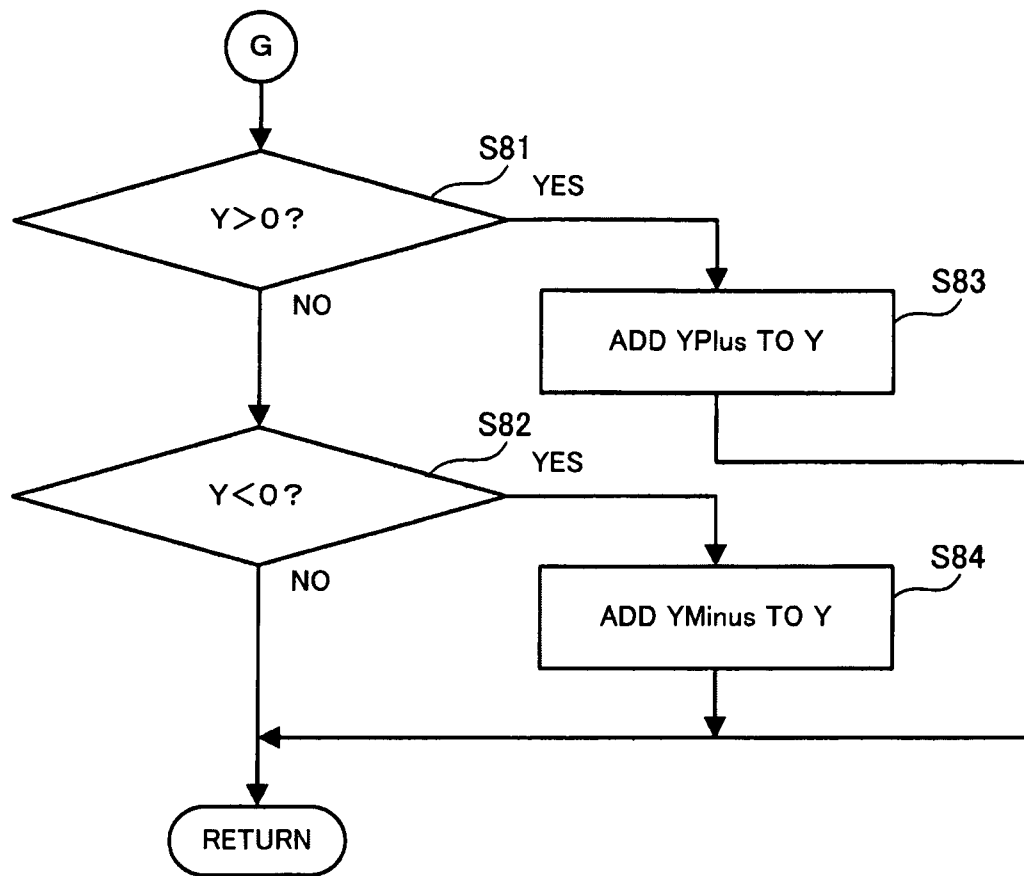 G
S81
YES
Y>0?
NO
S83
ADD YPlus TO Y
S82
YES
Y<0?
NO
S84
ADD YMinus TO Y
RETURN